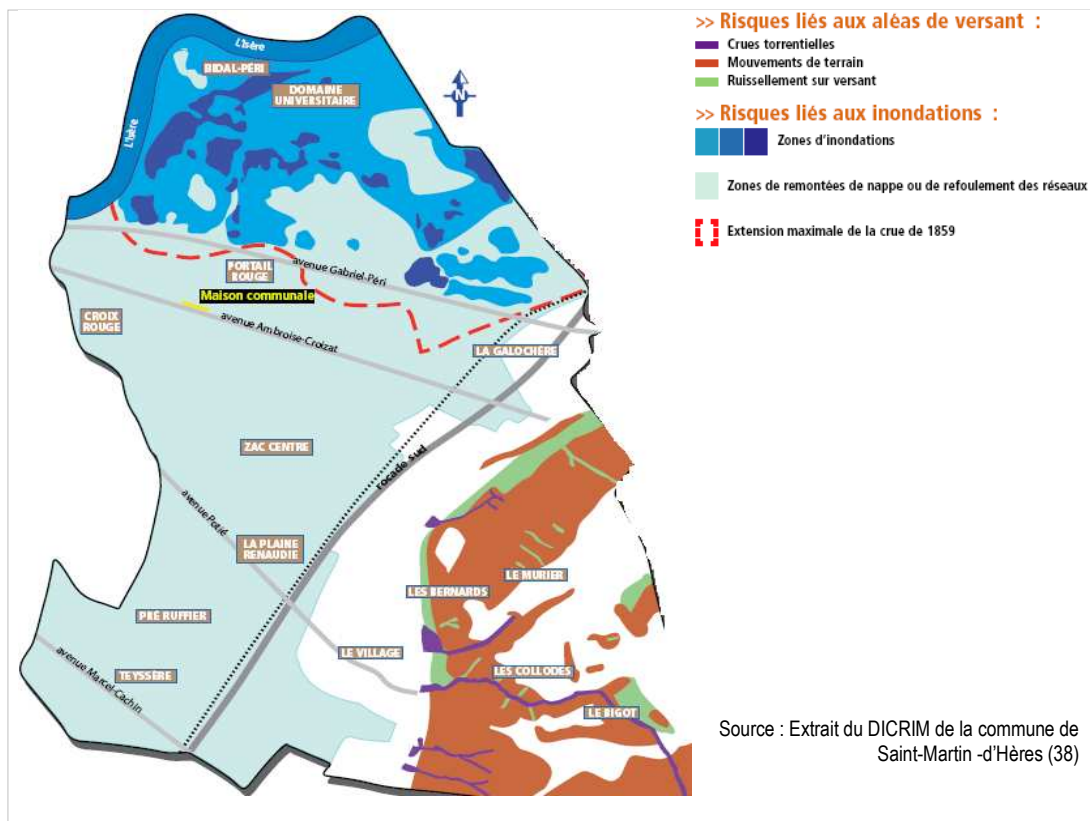 L'Isère
BIDAL-PÉRI
DOMAINE
UNIVERSITAIRE
N
L'Isère
avenue Gabriel-Péri
PORTAIL
ROUGE
Maison communale
CROIX
ROUGE
avenue Ambroise-Croizat
LA GALOCHÈRE
ZAC CENTRE
rocade sud
avenue Potié
LA PLAINE
RENAUDIE
LE MURIER
LES BERNARDS
PRÉ RUFFIER
LE VILLAGE
avenue Marcel-Cachin
TEYSSÈRE
LES COLLODES
LE BIGOT
>> Risques liés aux aléas de versant :
Crues torrentielles
Mouvements de terrain
Ruissellement sur versant
>> Risques liés aux inondations :
Zones d'inondations
Zones de remontées de nappe ou de refoulement des réseaux
Extension maximale de la crue de 1859
Source : Extrait du DICRIM de la commune de
Saint-Martin -d'Hères (38)